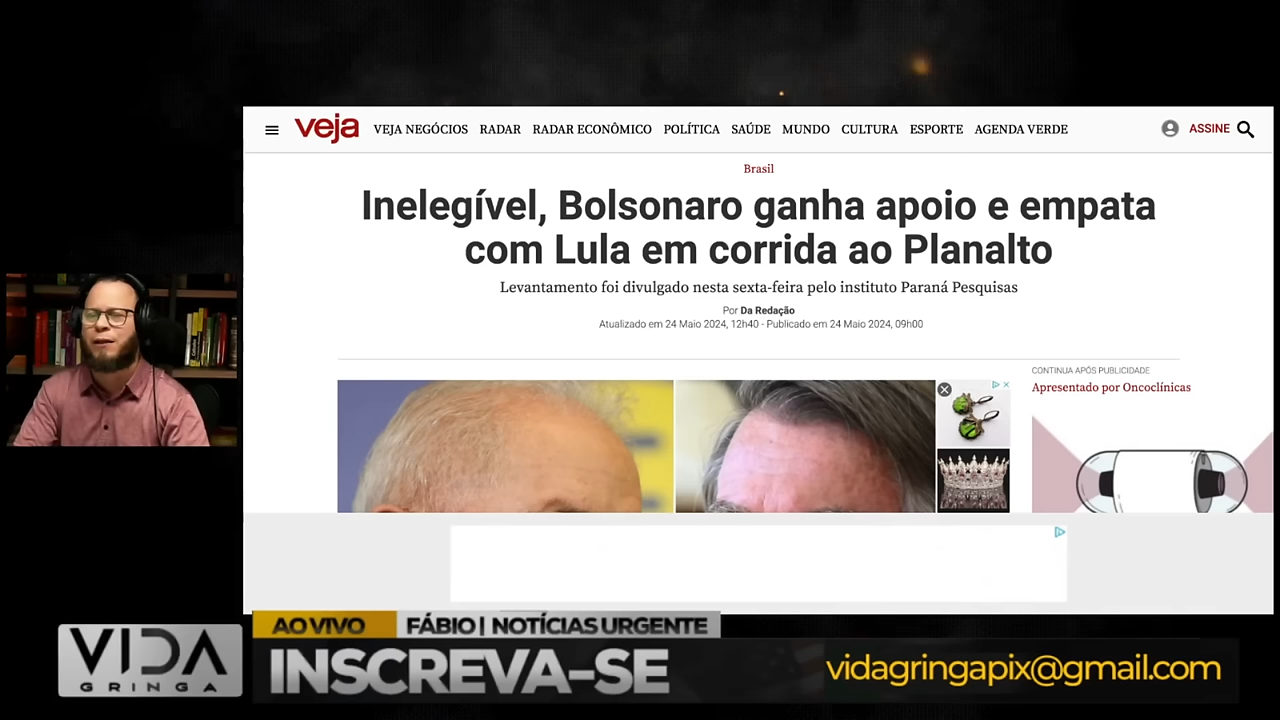 veja
VEJA NEGÓCIOS RADAR RADAR ECONÔMICO POLÍTICA SAÚDE MUNDO CULTURA ESPORTE AGENDA VERDE
ASSINE
Brasil
Inelegível, Bolsonaro ganha apoio e empata
com Lula em corrida ao Planalto
Levantamento foi divulgado nesta sexta-feira pelo instituto Paraná Pesquisas
Por Da Redação
Atualizado em 24 Maio 2024, 12h40 - Publicado em 24 Maio 2024, 09h00
CONTINUA APÓS PUBLICIDADE
Apresentado por Oncoclínicas
AO VIVO FÁBIO | NOTÍCIAS URGENTE
VIDA
GRINGA
INSCREVA-SE
vidagringapix@gmail.com